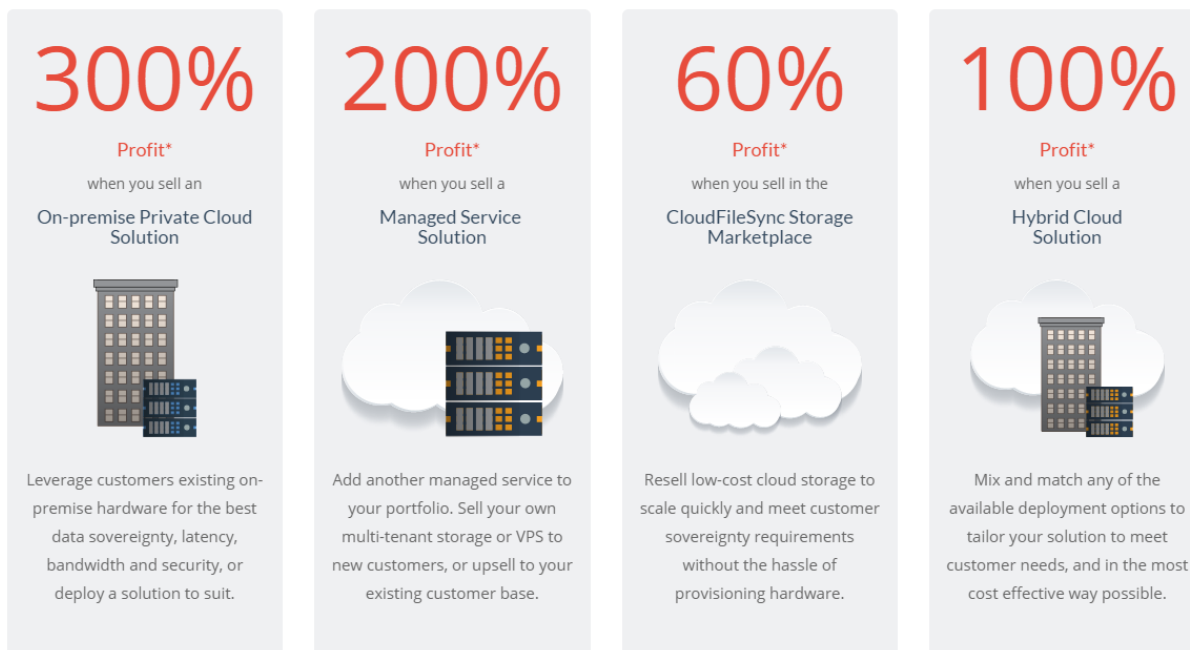 300%
Profit*
when you sell an
On-premise Private Cloud
Solution
Leverage customers existing on-
premise hardware for the best
data sovereignty, latency,
bandwidth and security, or
deploy a solution to suit.
200%
Profit*
when you sell a
Managed Service
Solution
Add another managed service to
your portfolio. Sell your own
multi-tenant storage or VPS to
new customers, or upsell to your
existing customer base.
60%
Profit*
when you sell in the
CloudFileSync Storage
Marketplace
Resell low-cost cloud storage to
scale quickly and meet customer
sovereignty requirements
without the hassle of
provisioning hardware.
100%
Profit*
when you sell a
Hybrid Cloud
Solution
Mix and match any of the
available deployment options to
tailor your solution to meet
customer needs, and in the most
cost effective way possible.